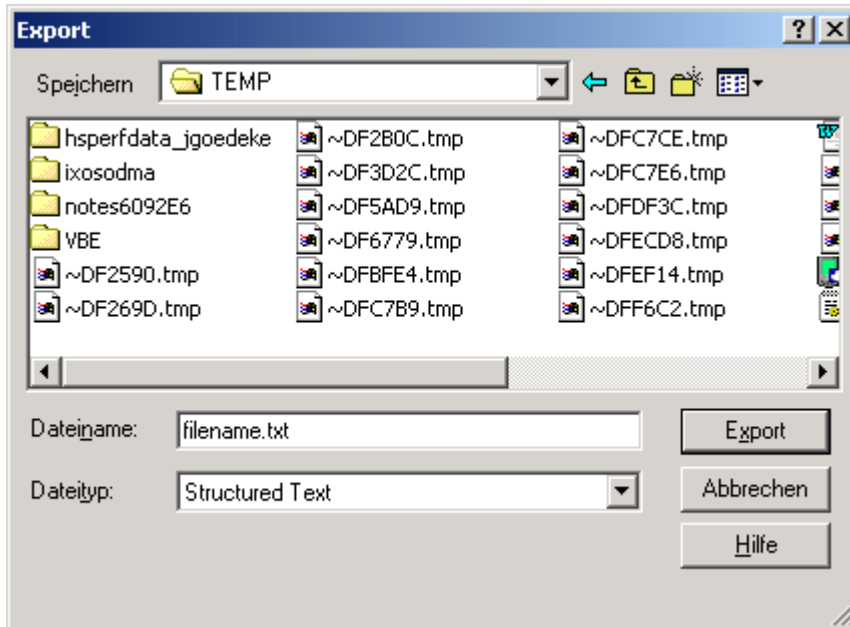 Export
Speichern TEMP
hsperfdata_jgoedeke ~DF2B0C.tmp ~DFC7CE.tmp
ixosodma ~DF3D2C.tmp ~DFC7E6.tmp
notes6092E6 ~DF5AD9.tmp ~DFDF3C.tmp
VBE ~DF6779.tmp ~DFECD8.tmp
~DF2590.tmp ~DFBFE4.tmp ~DFEF14.tmp
~DF269D.tmp ~DFC7B9.tmp ~DFF6C2.tmp
Dateiname: filename.txt Export
Dateityp: Structured Text Abbrechen
Hilfe